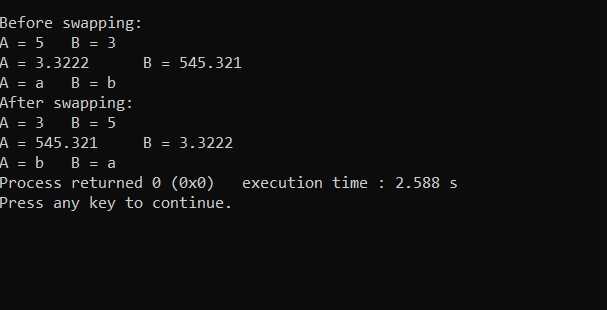 Before swapping:
A = 5   B = 3
A = 3.3222      B = 545.321
A = a   B = b
After swapping:
A = 3   B = 5
A = 545.321     B = 3.3222
A = b   B = a
Process returned 0 (0x0)   execution time : 2.588 s
Press any key to continue.